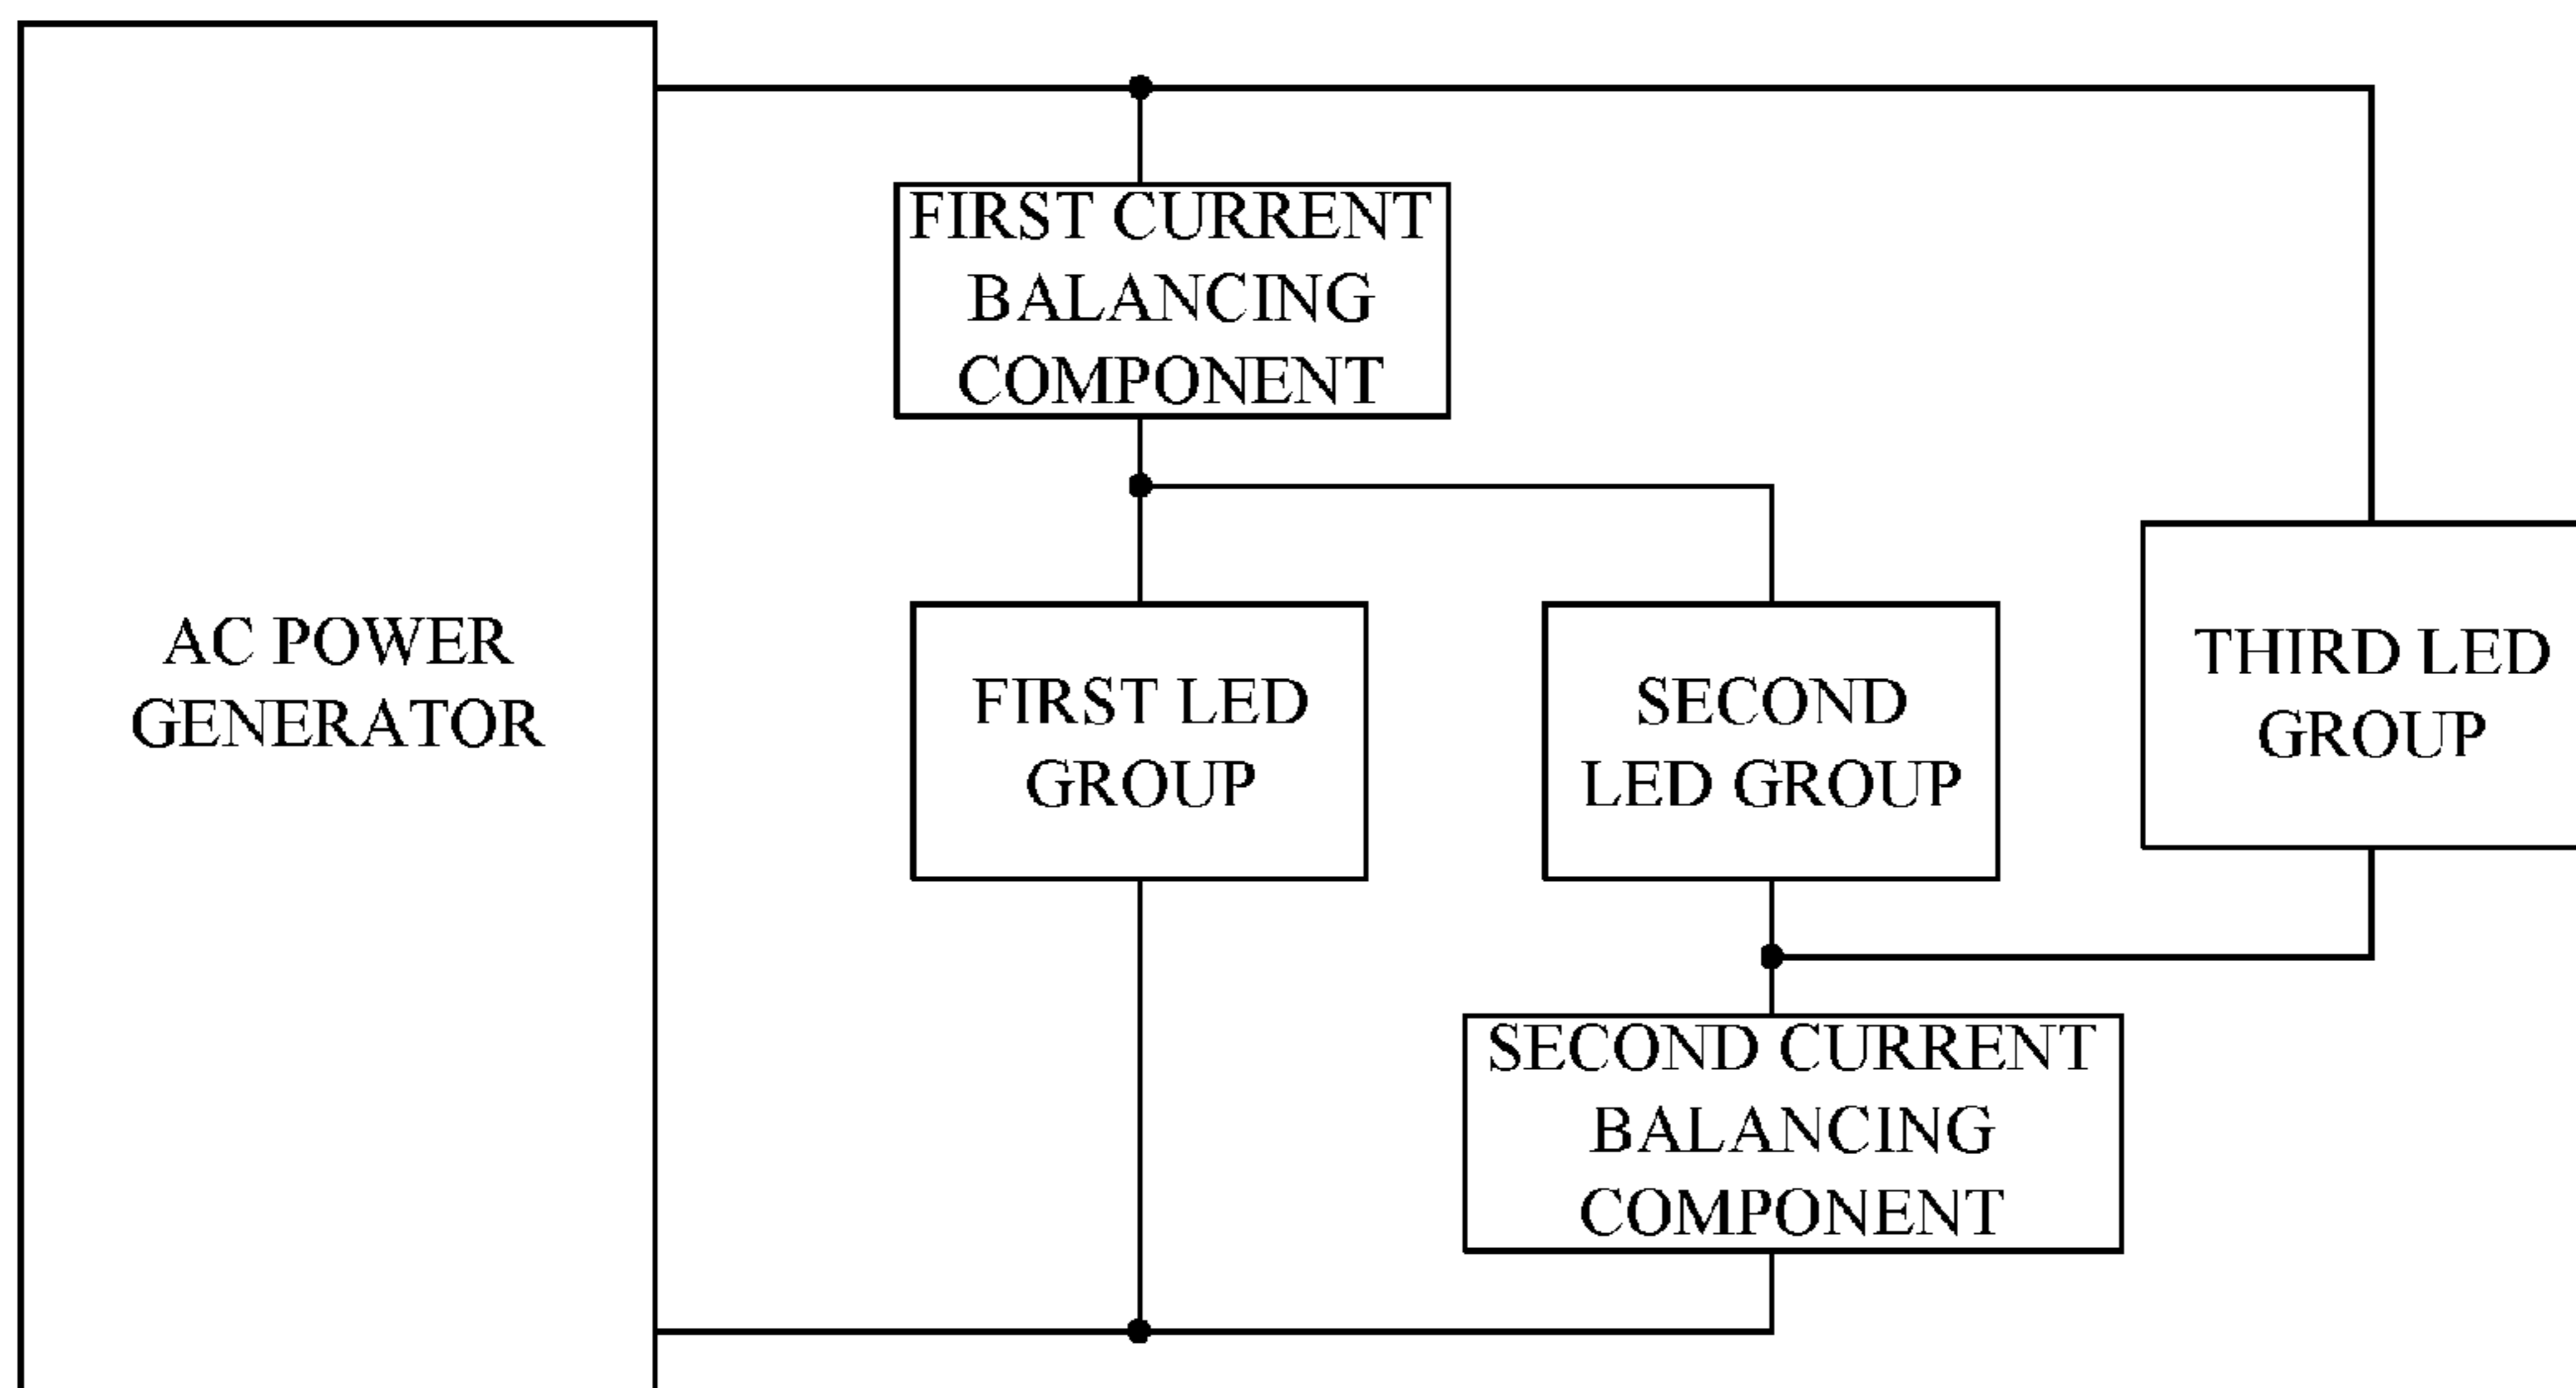 FIRST CURRENT
BALANCING
COMPONENT
AC POWER
GENERATOR
FIRST LED
GROUP
SECOND
LED GROUP
THIRD LED
GROUP
SECOND CURRENT
BALANCING
COMPONENT